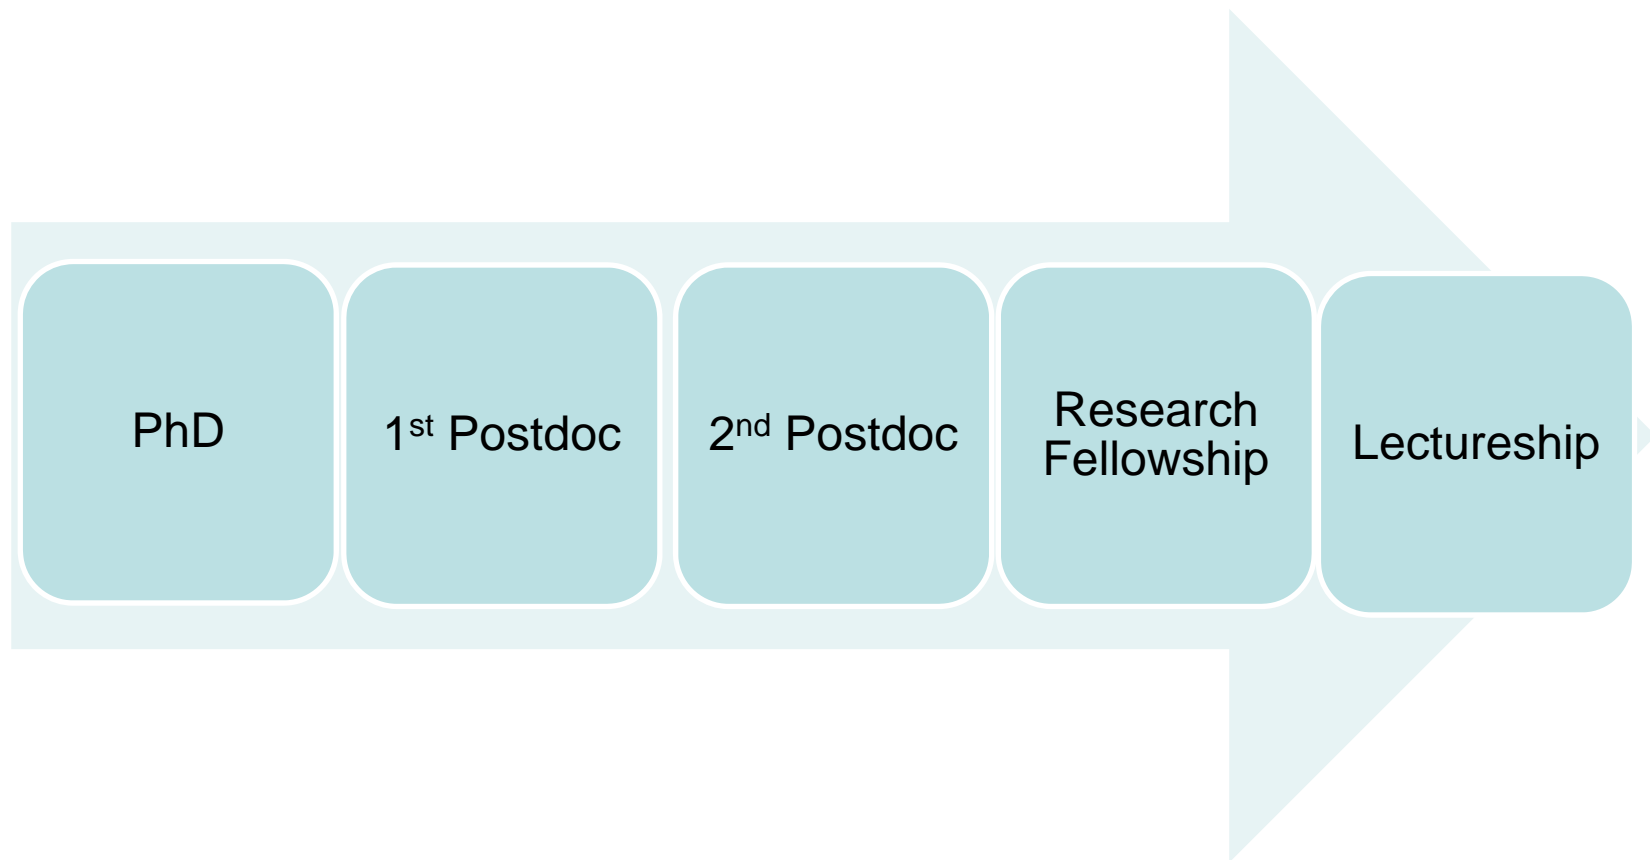 PhD
1st Postdoc
2nd Postdoc
Research
Fellowship
Lectureship